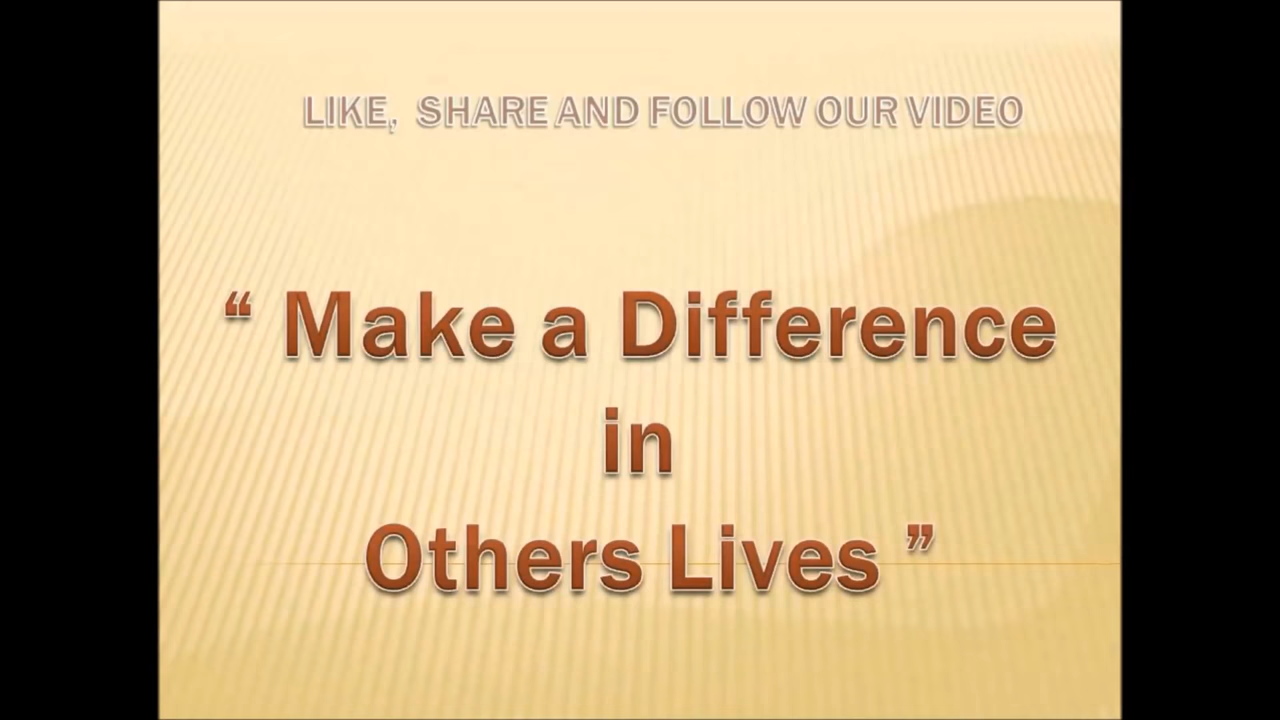 LIKE, SHARE AND FOLLOW OUR VIDEO
“ Make a Difference
in
Others Lives ”